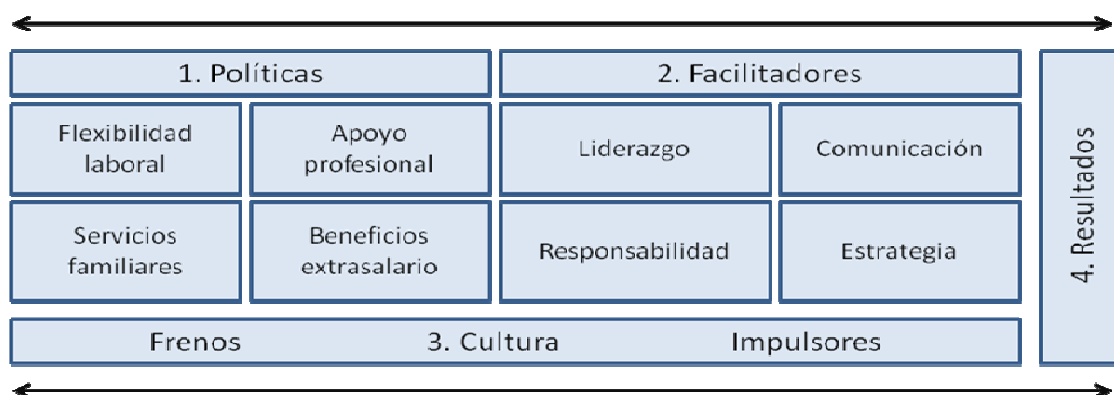 1. Políticas
2. Facilitadores
Flexibilidad
laboral
Apoyo
profesional
Liderazgo
Comunicación
Servicios
familiares
Beneficios
extrasalario
Responsabilidad
Estrategia
Frenos
3. Cultura
Impulsores
4. Resultados